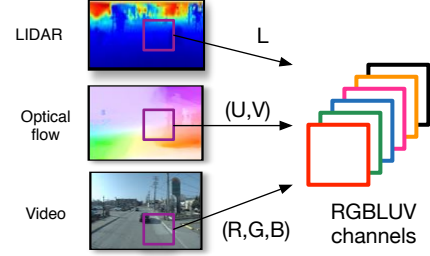 LIDAR
L
Optical
flow
(U,V)
Video
(R,G,B)
RGBLUV
channels